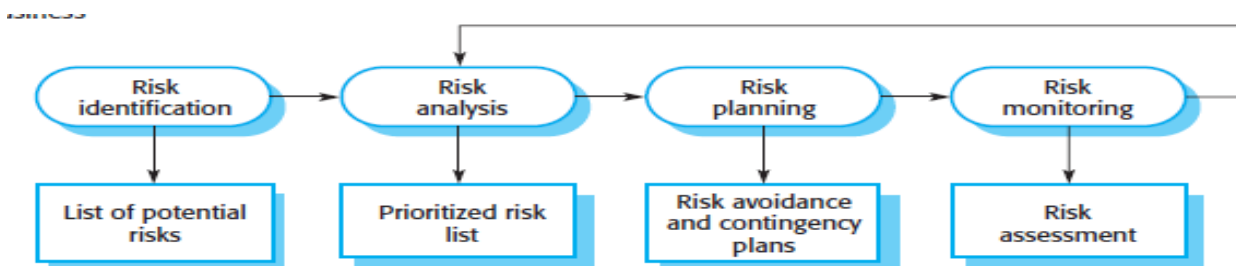 Risk
identification
Risk
analysis
Risk
planning
Risk
monitoring
List of potential
risks
Prioritized risk
list
Risk avoidance
and contingency
plans
Risk
assessment